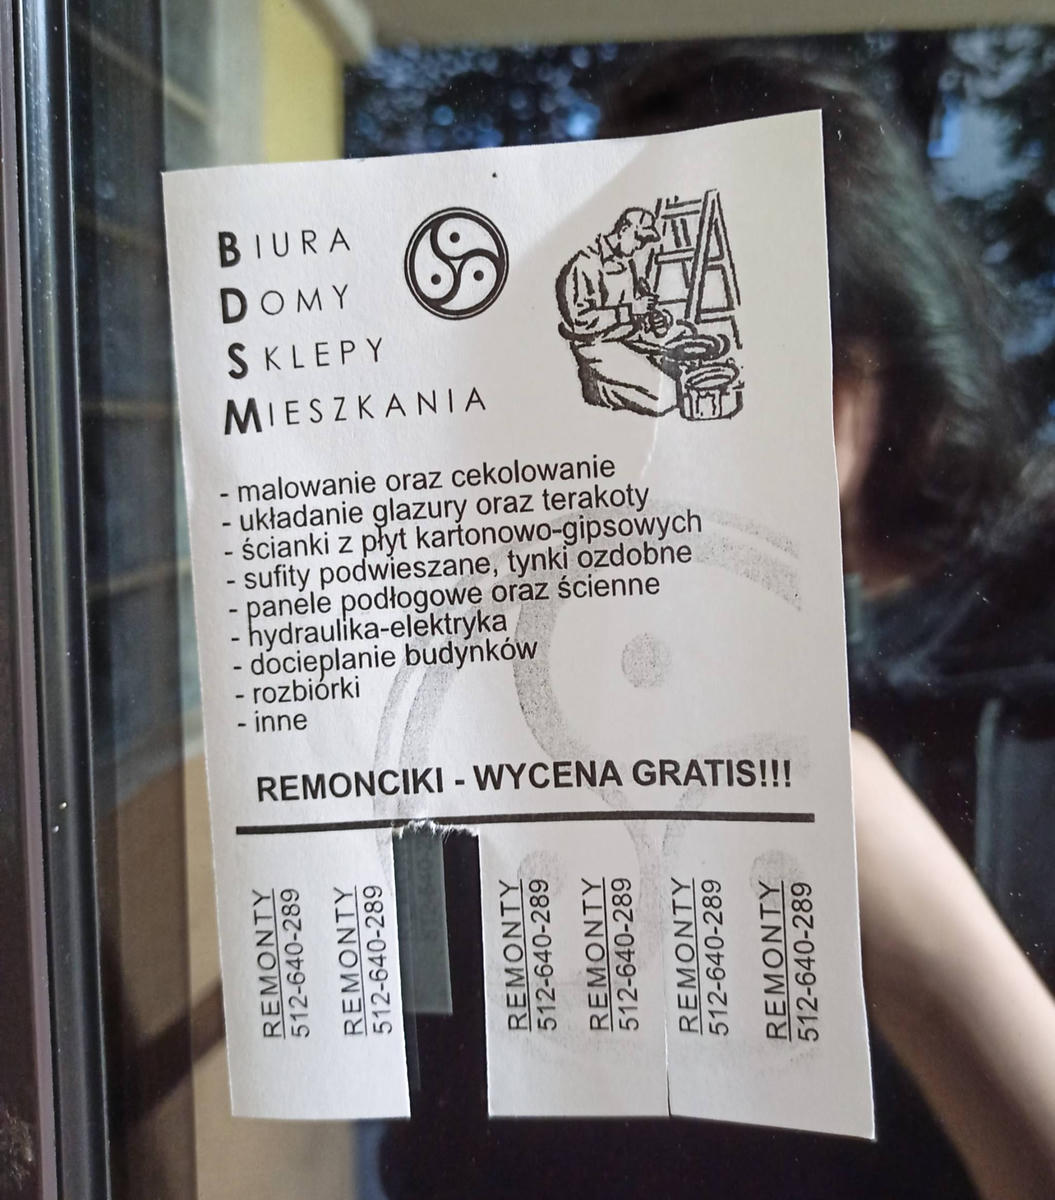 BIURA
DOMY
SKLEPY
MIESZKANIA
- malowanie oraz cekolowanie
- układanie glazury oraz terakoty
- ścianki z płyt kartonowo-gipsowych
- sufity podwieszane, tynki ozdobne
- panele podłogowe oraz ścienne
- hydraulika-elektryka
- docieplanie budynków
- rozbiórki
- inne
REMONCIKI - WYCENA GRATIS!!!
REMONTY
512-640-289
REMONTY
512-640-289
REMONTY
512-640-289
REMONTY
512-640-289
REMONTY
512-640-289
REMONTY
512-640-289